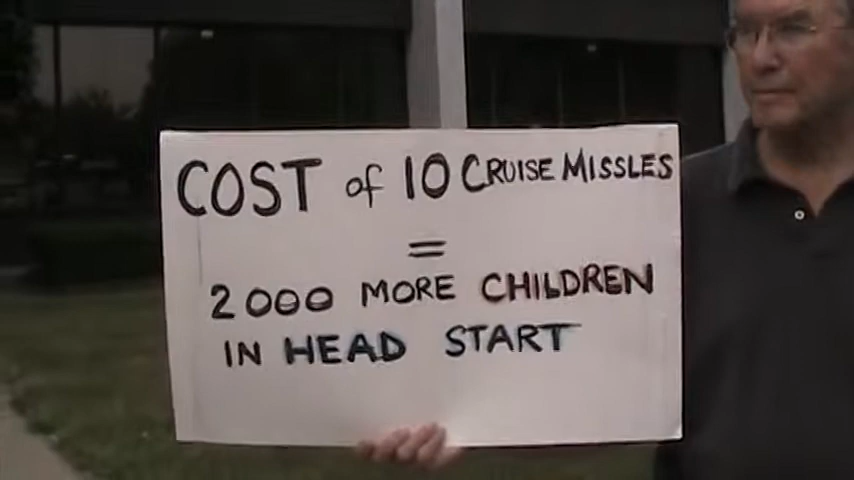 COST of 10 CRUISE MISSLES
=
2000 MORE CHILDREN
IN HEAD START